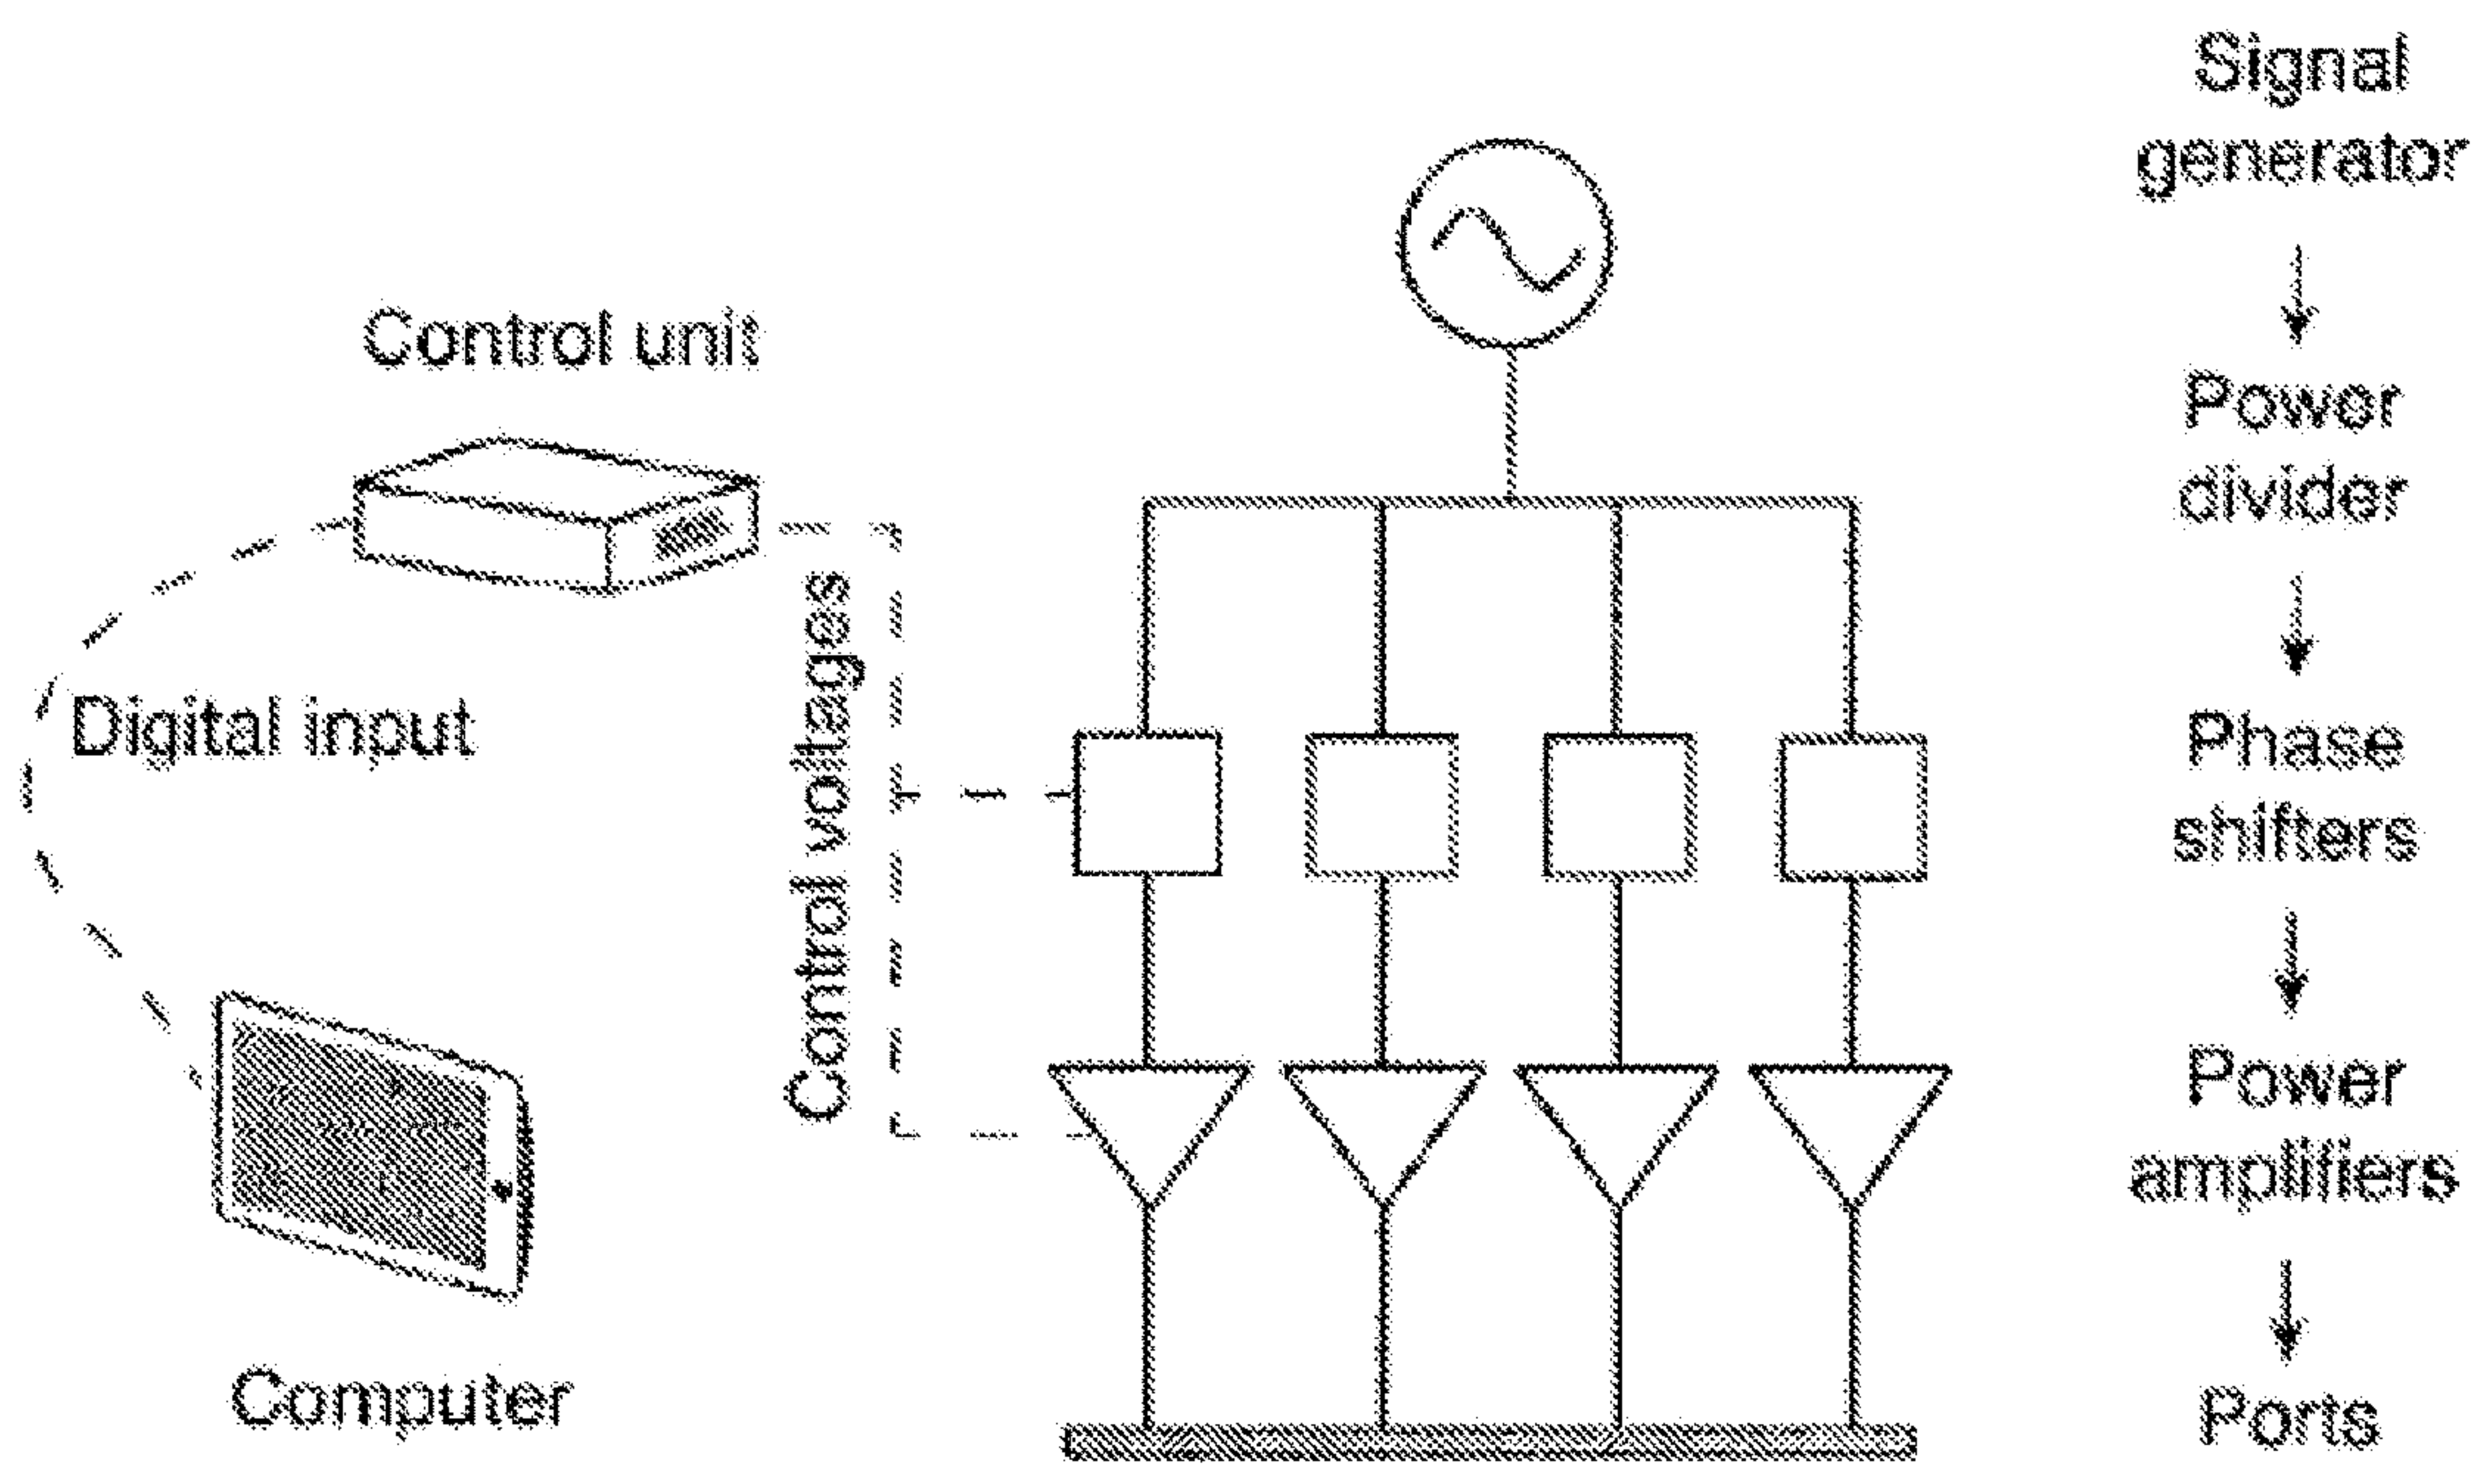 Signal
generator
Power
divider
Phase
shifters
Power
amplifiers
Ports
Control unit
Digital input
Control voltages
Computer